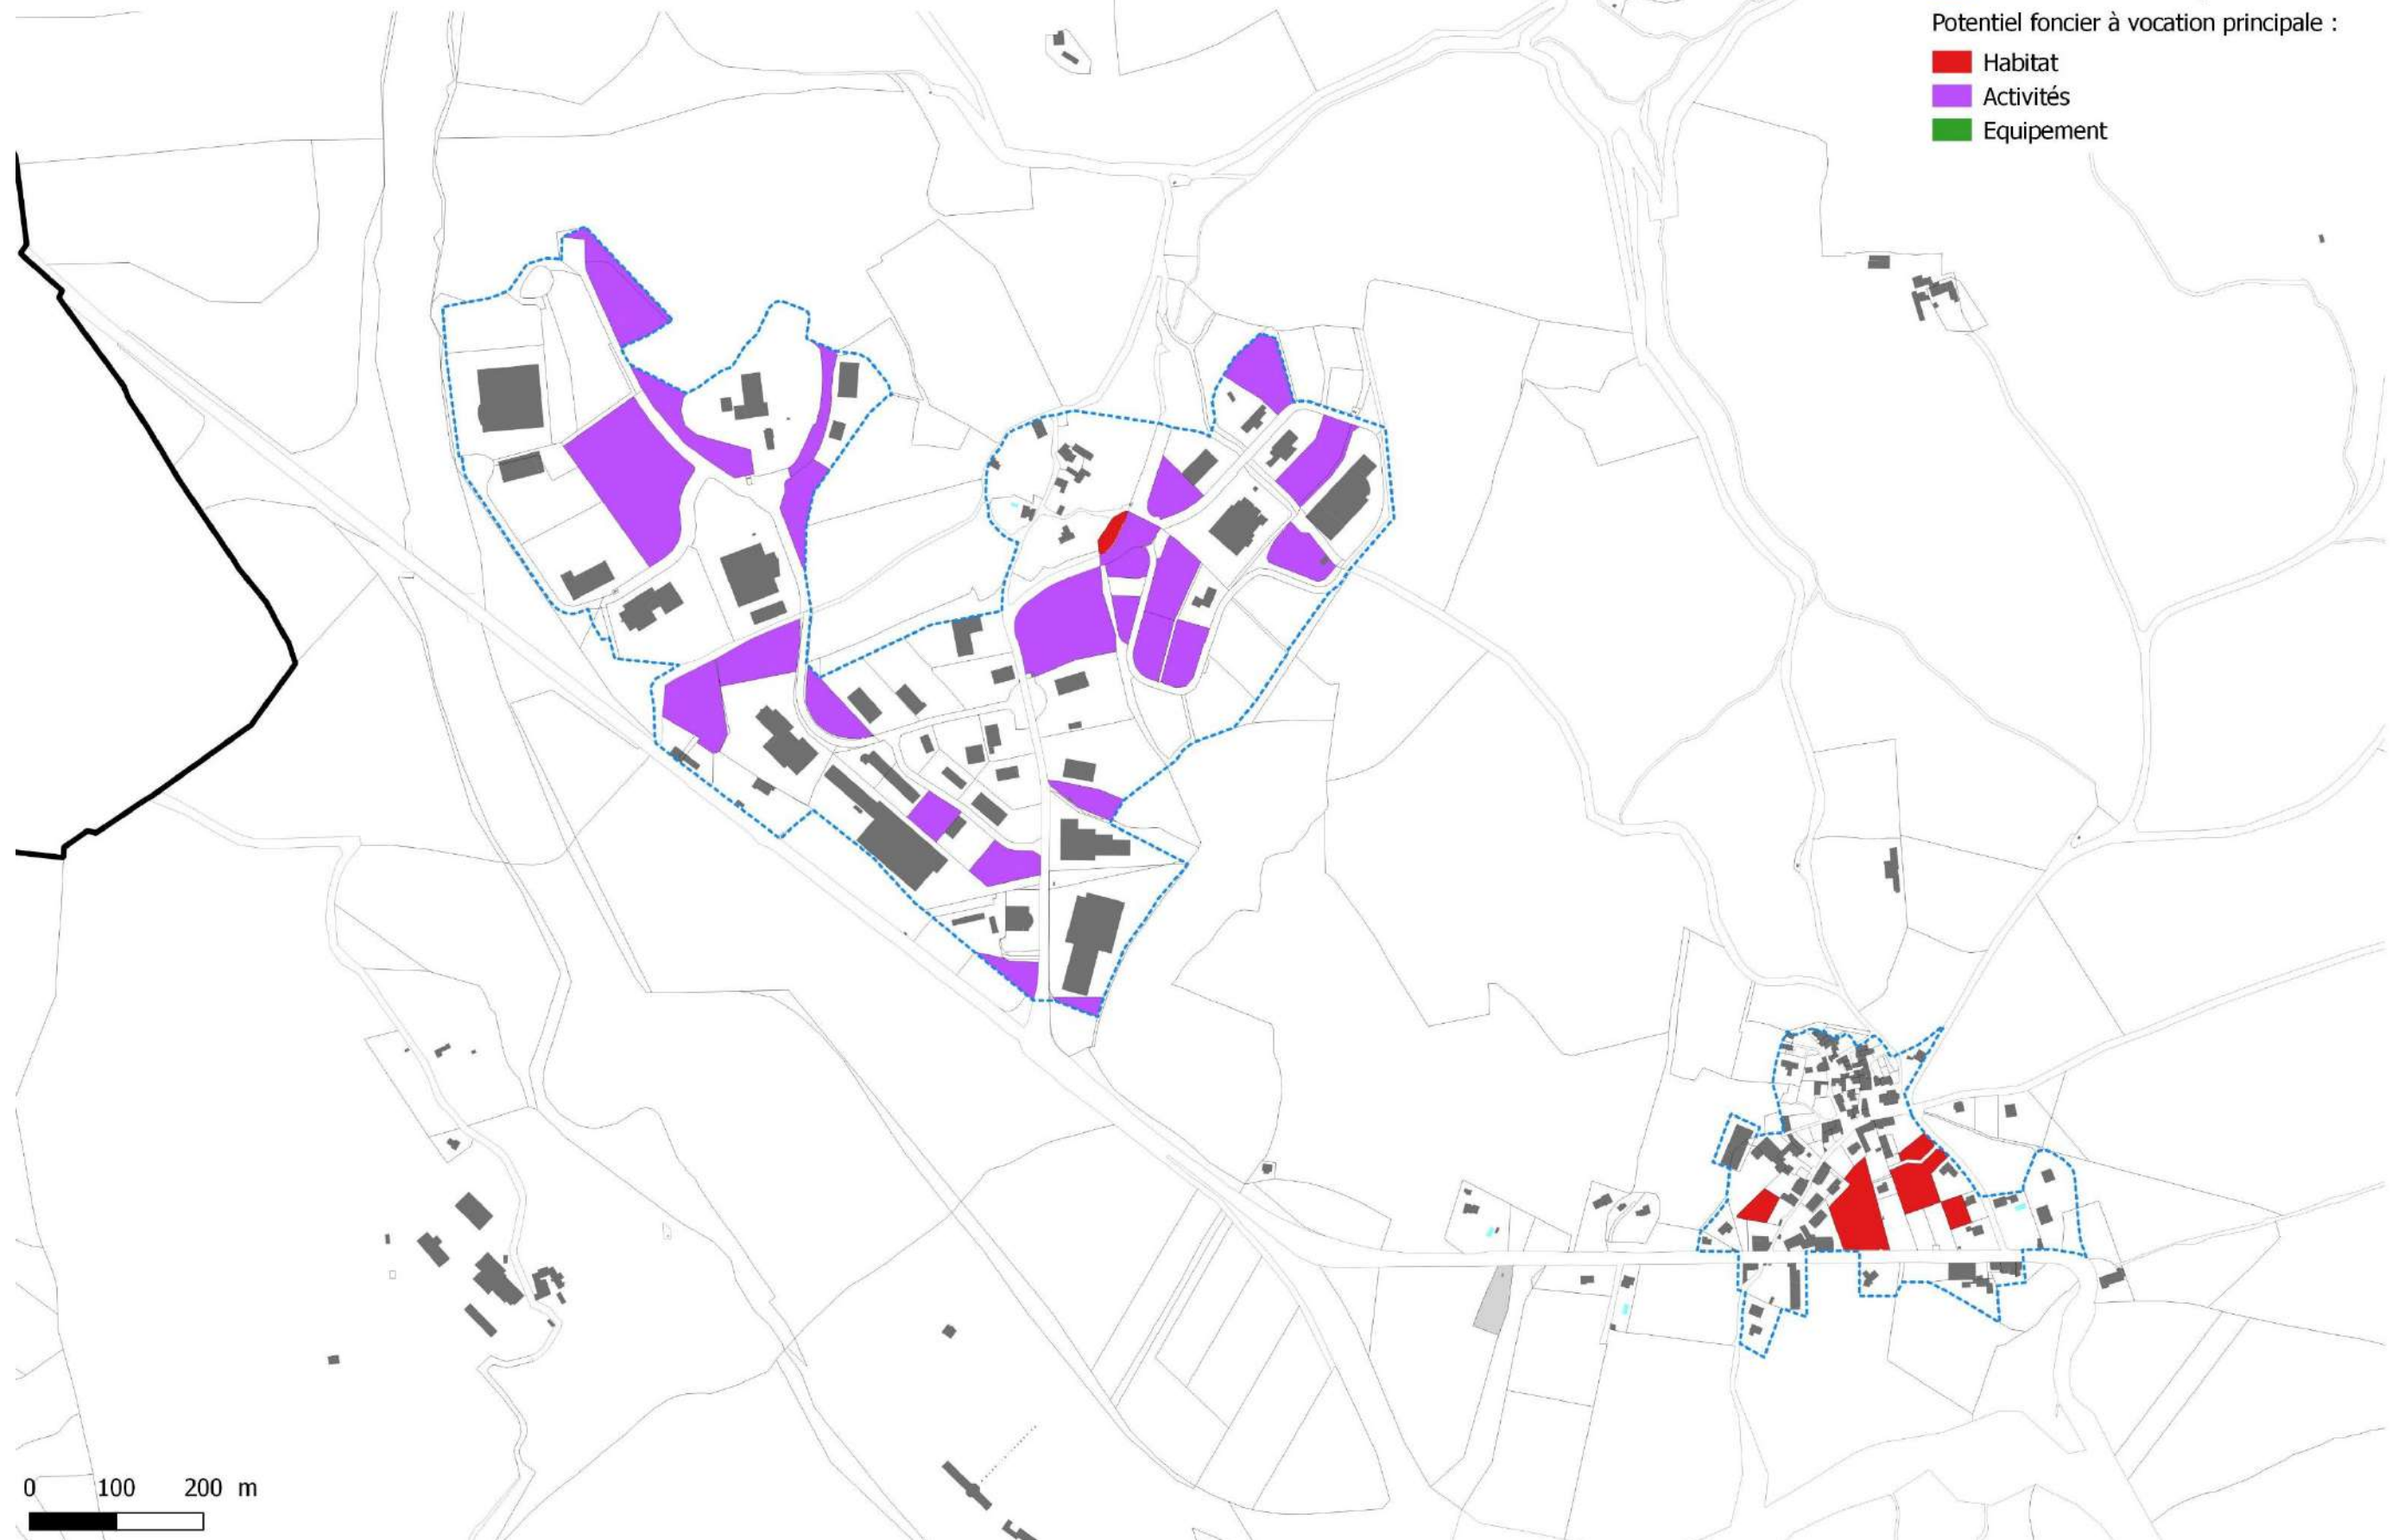 Potentiel foncier à vocation principale :
Habitat
Activités
Equipement
0 100 200 m